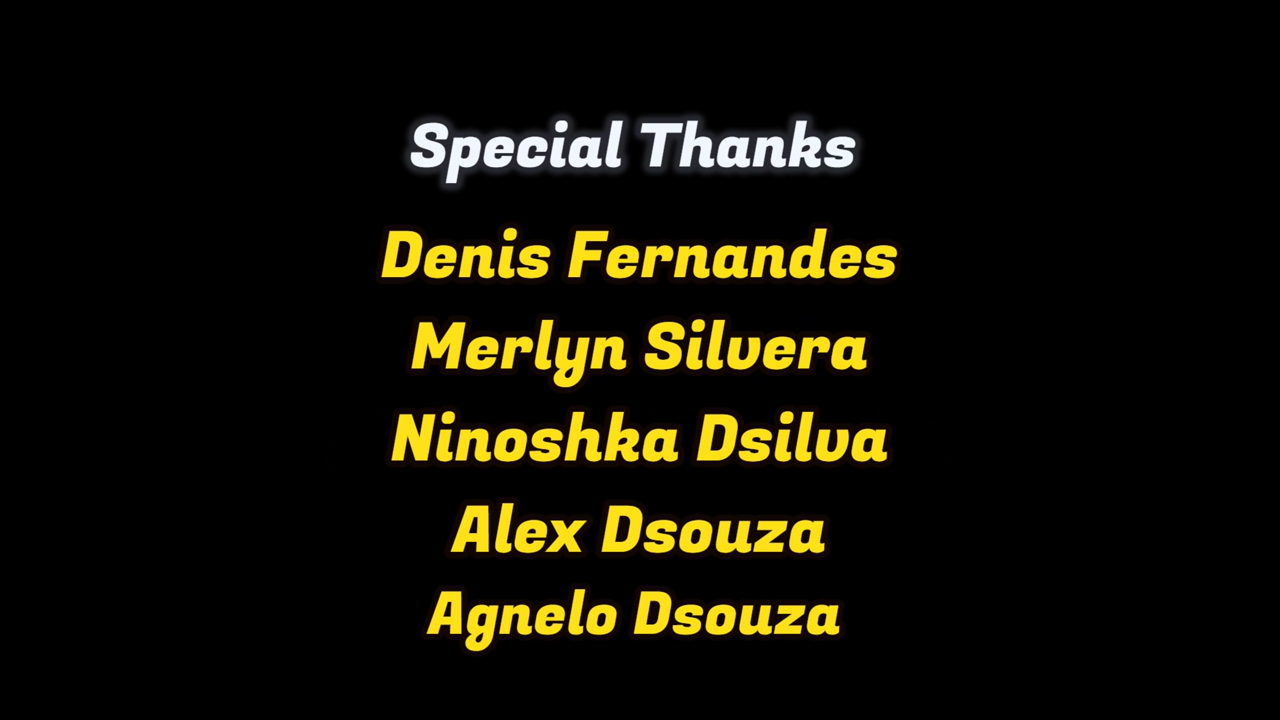 Special Thanks
Denis Fernandes
Merlyn Silvera
Ninoshka Dsilva
Alex Dsouza
Agnelo Dsouza